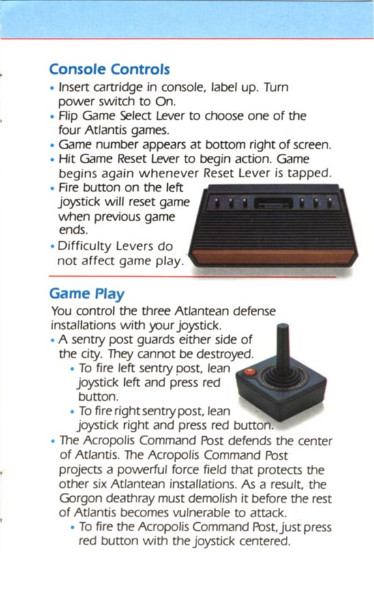 Console Controls
• Insert cartridge in console, label up. Turn
power switch to On.
• Flip Game Select Lever to choose one of the
four Atlantis games.
• Game number appears at bottom right of screen.
• Hit Game Reset Lever to begin action. Game
begins again whenever Reset Lever is tapped.
• Fire button on the left
joystick will reset game
when previous game
ends.
• Difficulty Levers do
not affect game play.
Game Play
You control the three Atlantean defense
installations with your joystick.
• A sentry post guards either side of
the city. They cannot be destroyed.
• To fire left sentry post, lean
joystick left and press red
button.
• To fire right sentry post, lean
joystick right and press red button.
• The Acropolis Command Post defends the center
of Atlantis. The Acropolis Command Post
projects a powerful force field that protects the
other six Atlantean installations. As a result, the
Gorgon deathray must demolish it before the rest
of Atlantis becomes vulnerable to attack.
• To fire the Acropolis Command Post, just press
red button with the joystick centered.